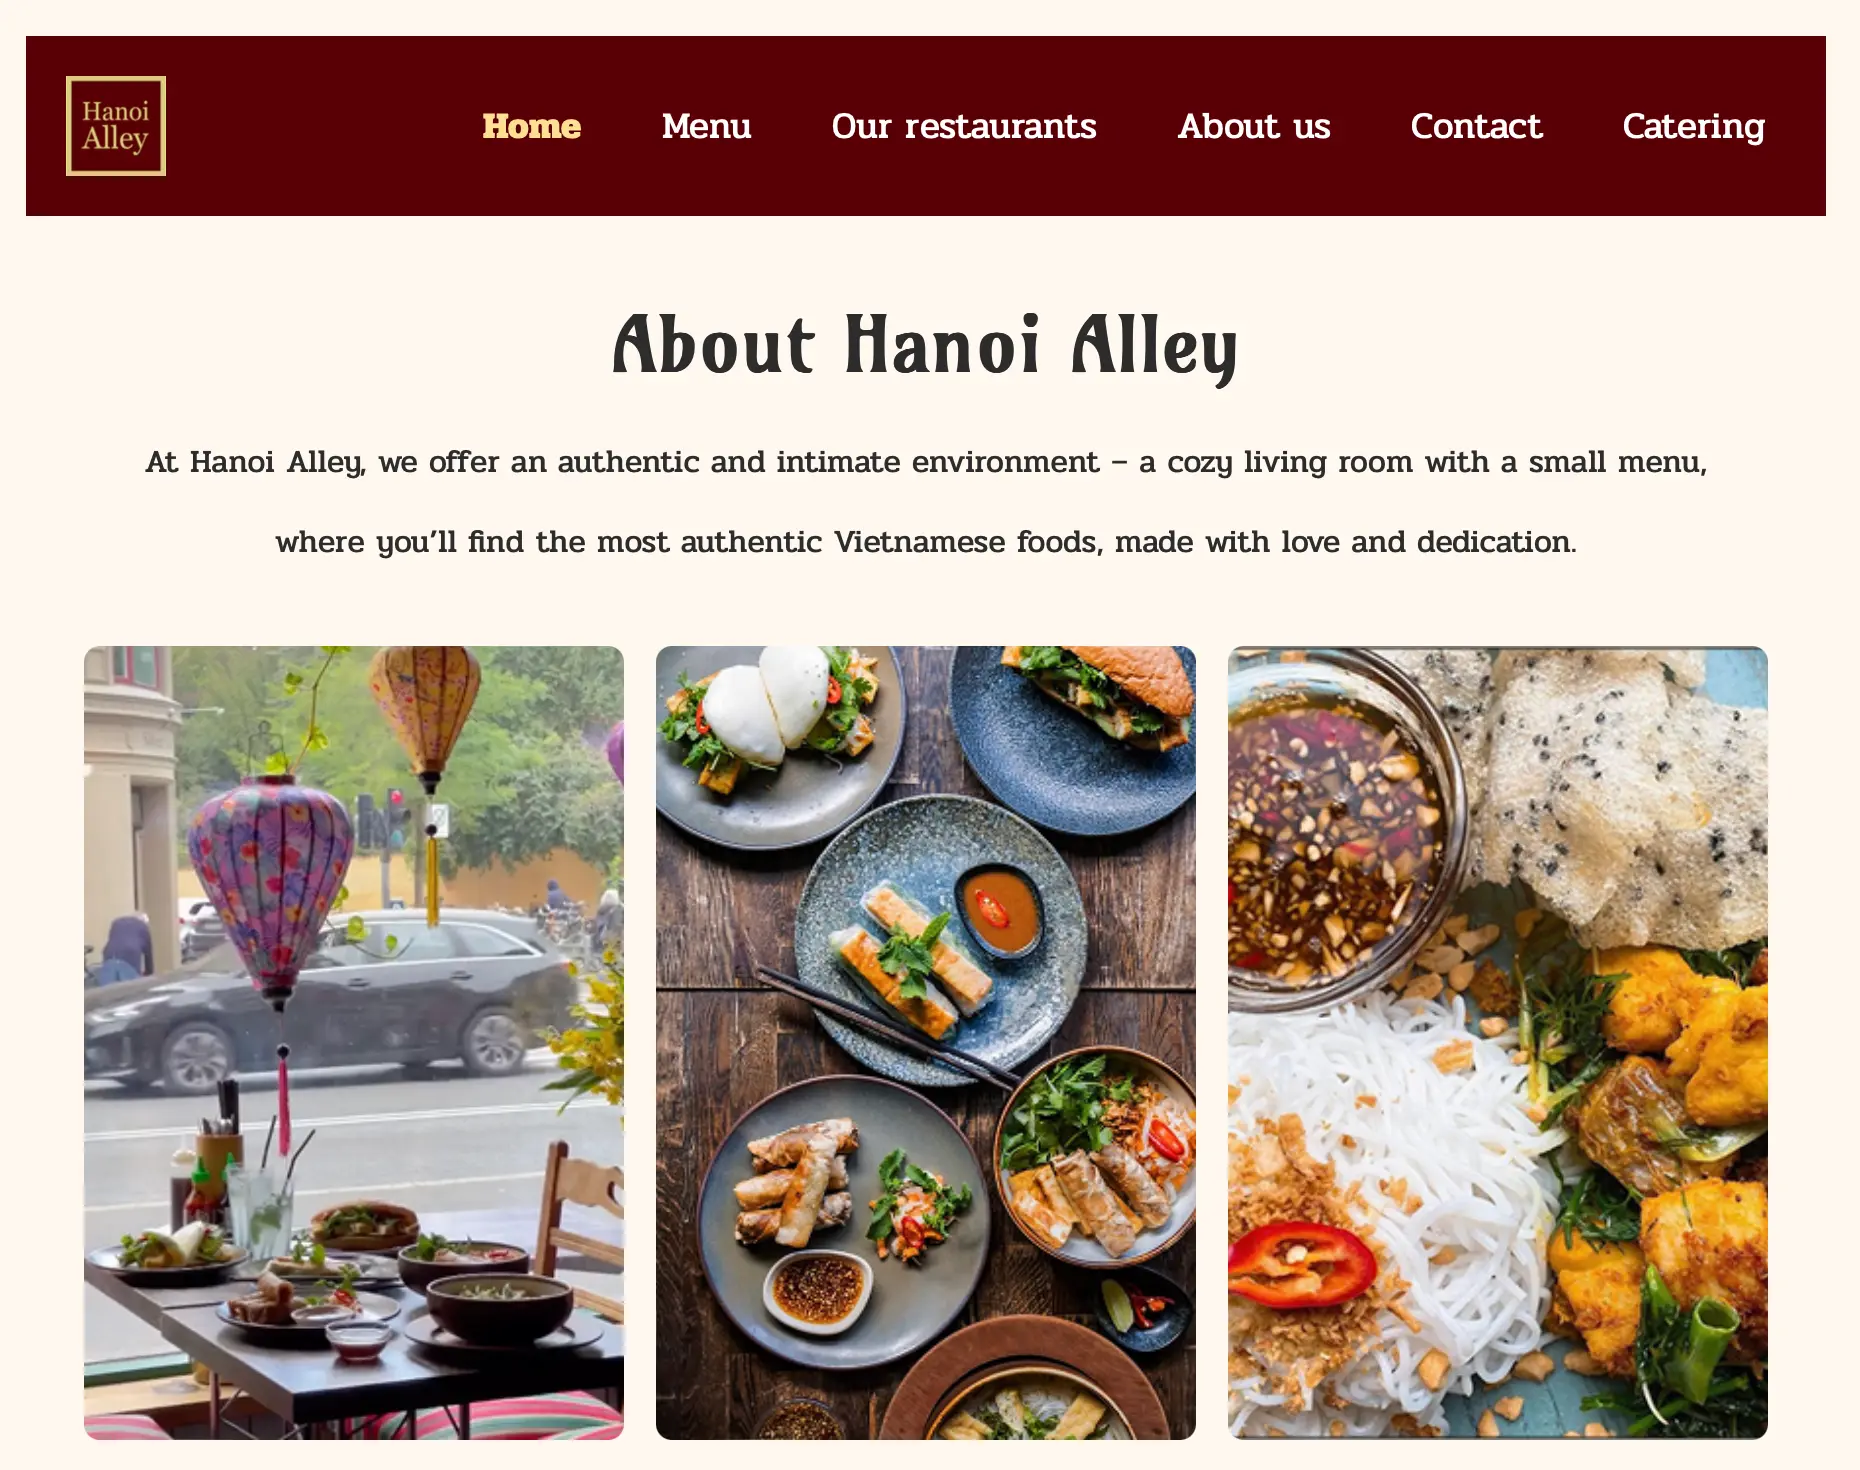 Hanoi
Alley
Home Menu Our restaurants About us Contact Catering
About Hanoi Alley
At Hanoi Alley, we offer an authentic and intimate environment – a cozy living room with a small menu,
where you’ll find the most authentic Vietnamese foods, made with love and dedication.